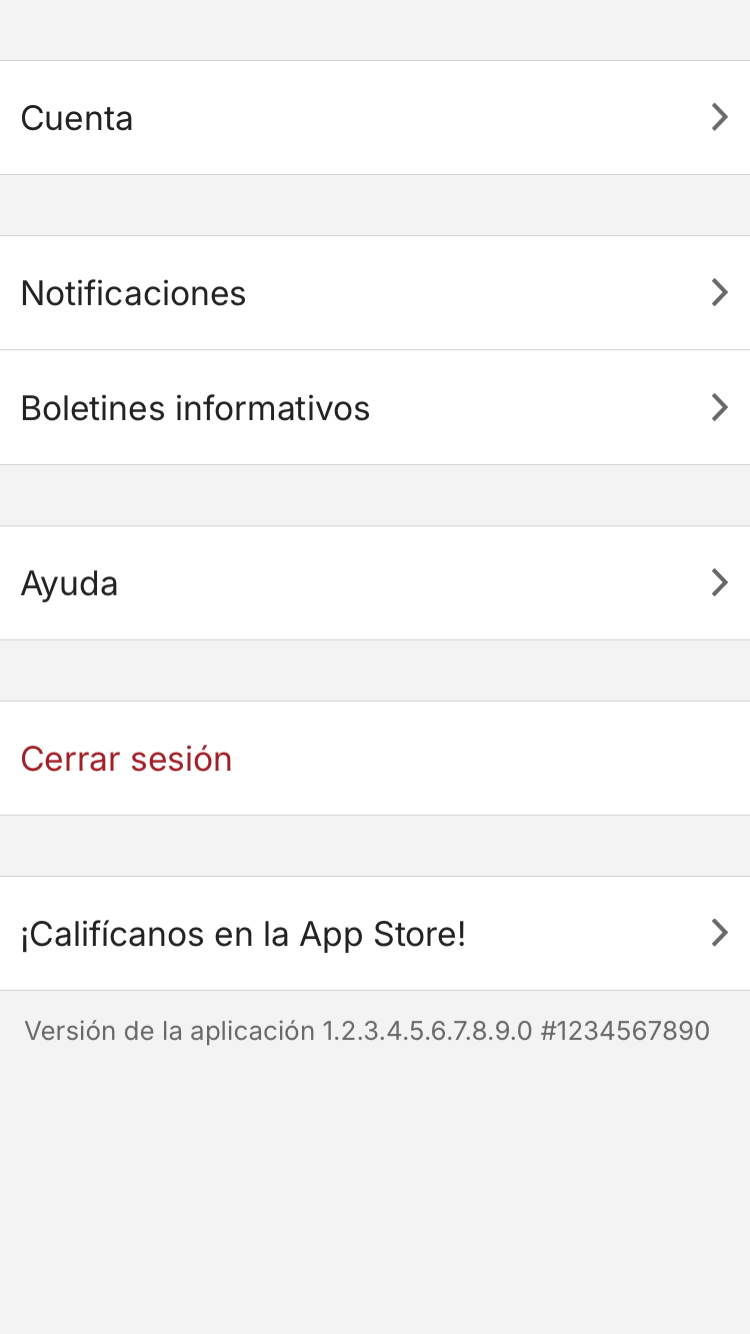 Cuenta
Notificaciones
Boletines informativos
Ayuda
Cerrar sesión
¡Califícanos en la App Store!
Versión de la aplicación 1.2.3.4.5.6.7.8.9.0 #1234567890